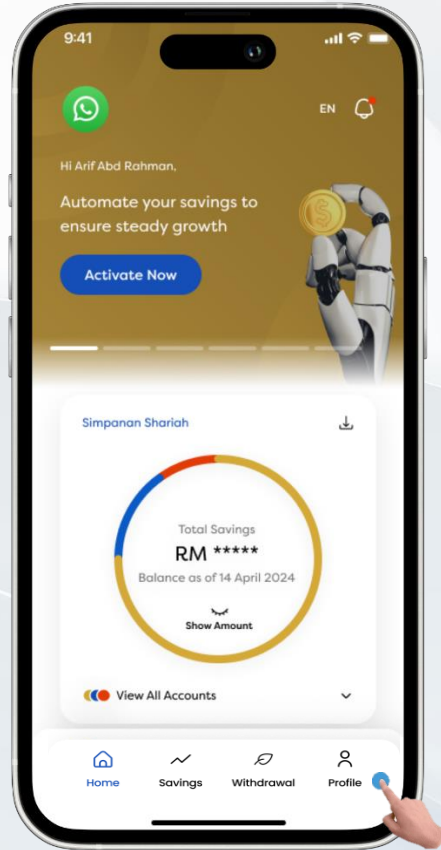 9:41
EN
Hi Arif Abd Rahman,
Automate your savings to
ensure steady growth
Activate Now
Simpanan Shariah
Total Savings
RM *****
Balance as of 14 April 2024
Show Amount
View All Accounts
Home
Savings
Withdrawal
Profile